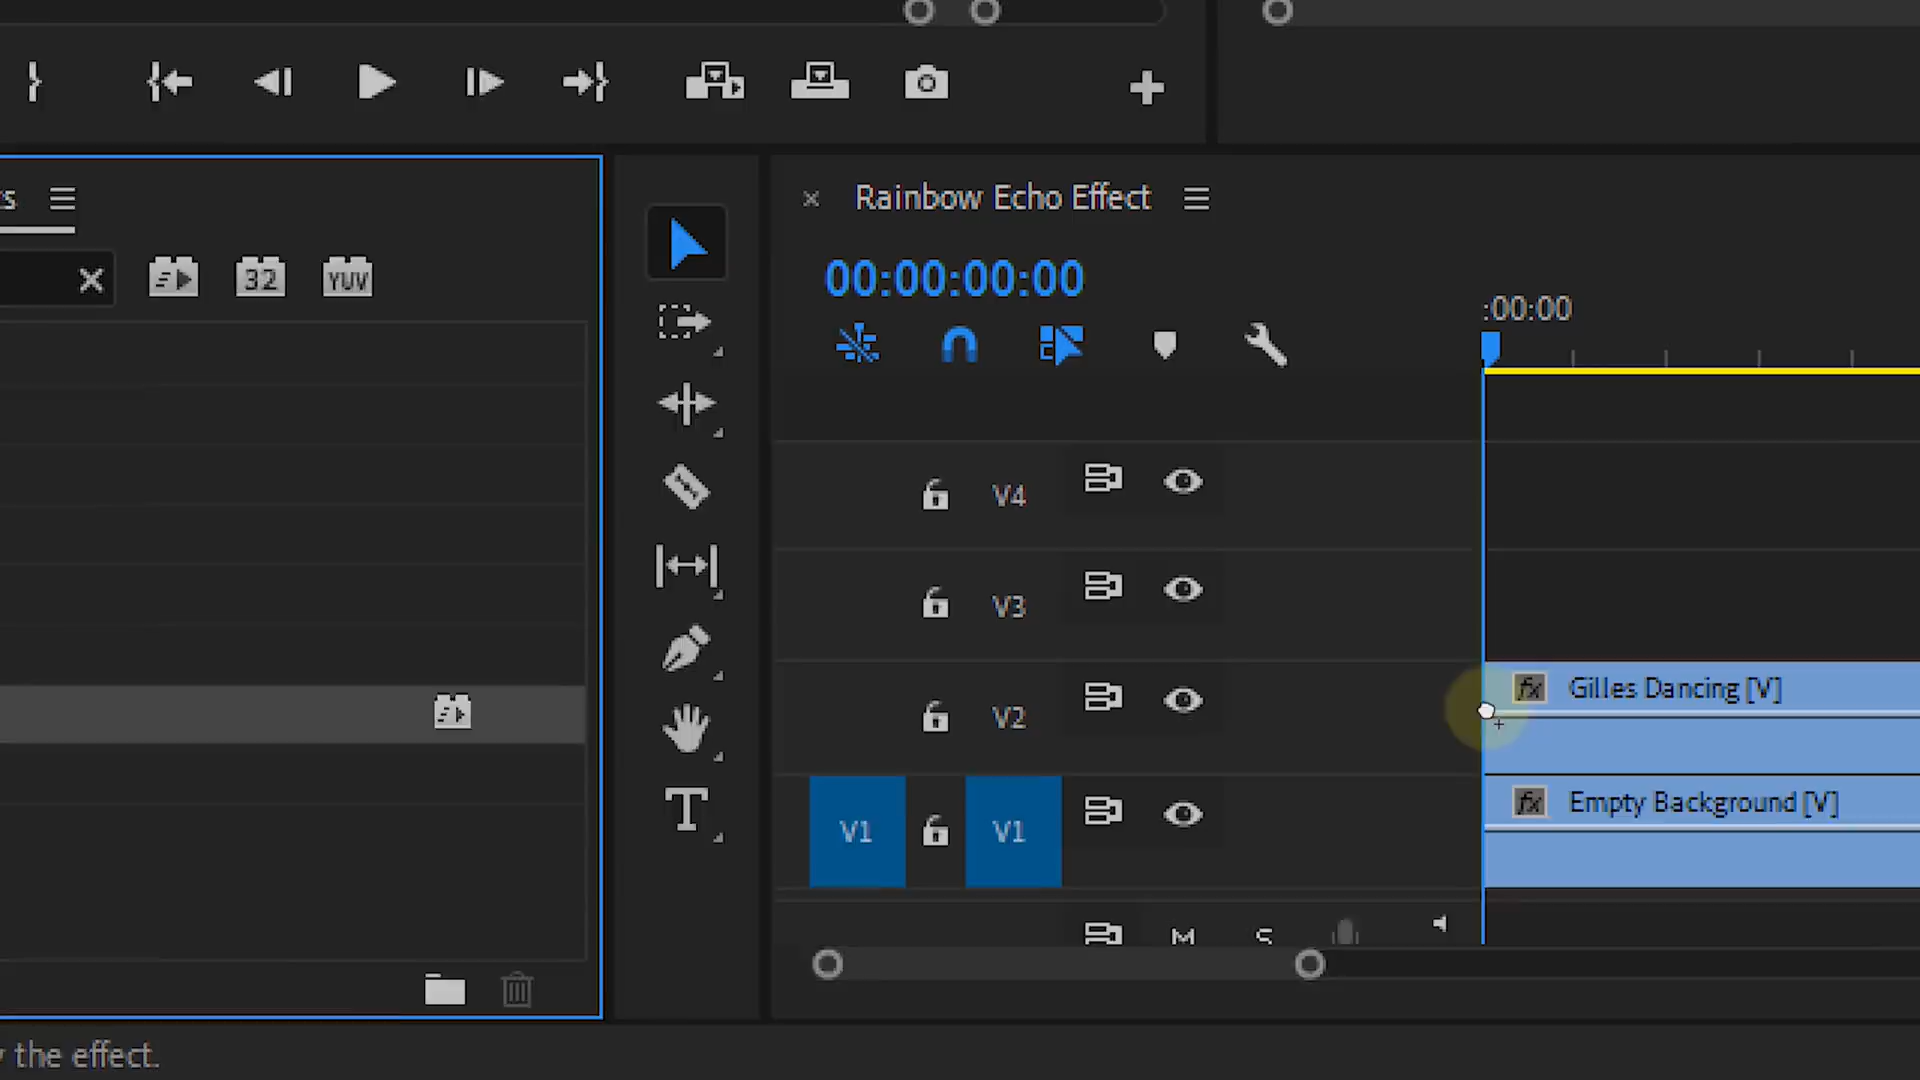 s
32
YUV
Rainbow Echo Effect
00:00:00:00
:00:00
V4
V3
V2
fx Gilles Dancing [V]
V1 V1
fx Empty Background [V]
M S
y the effect.